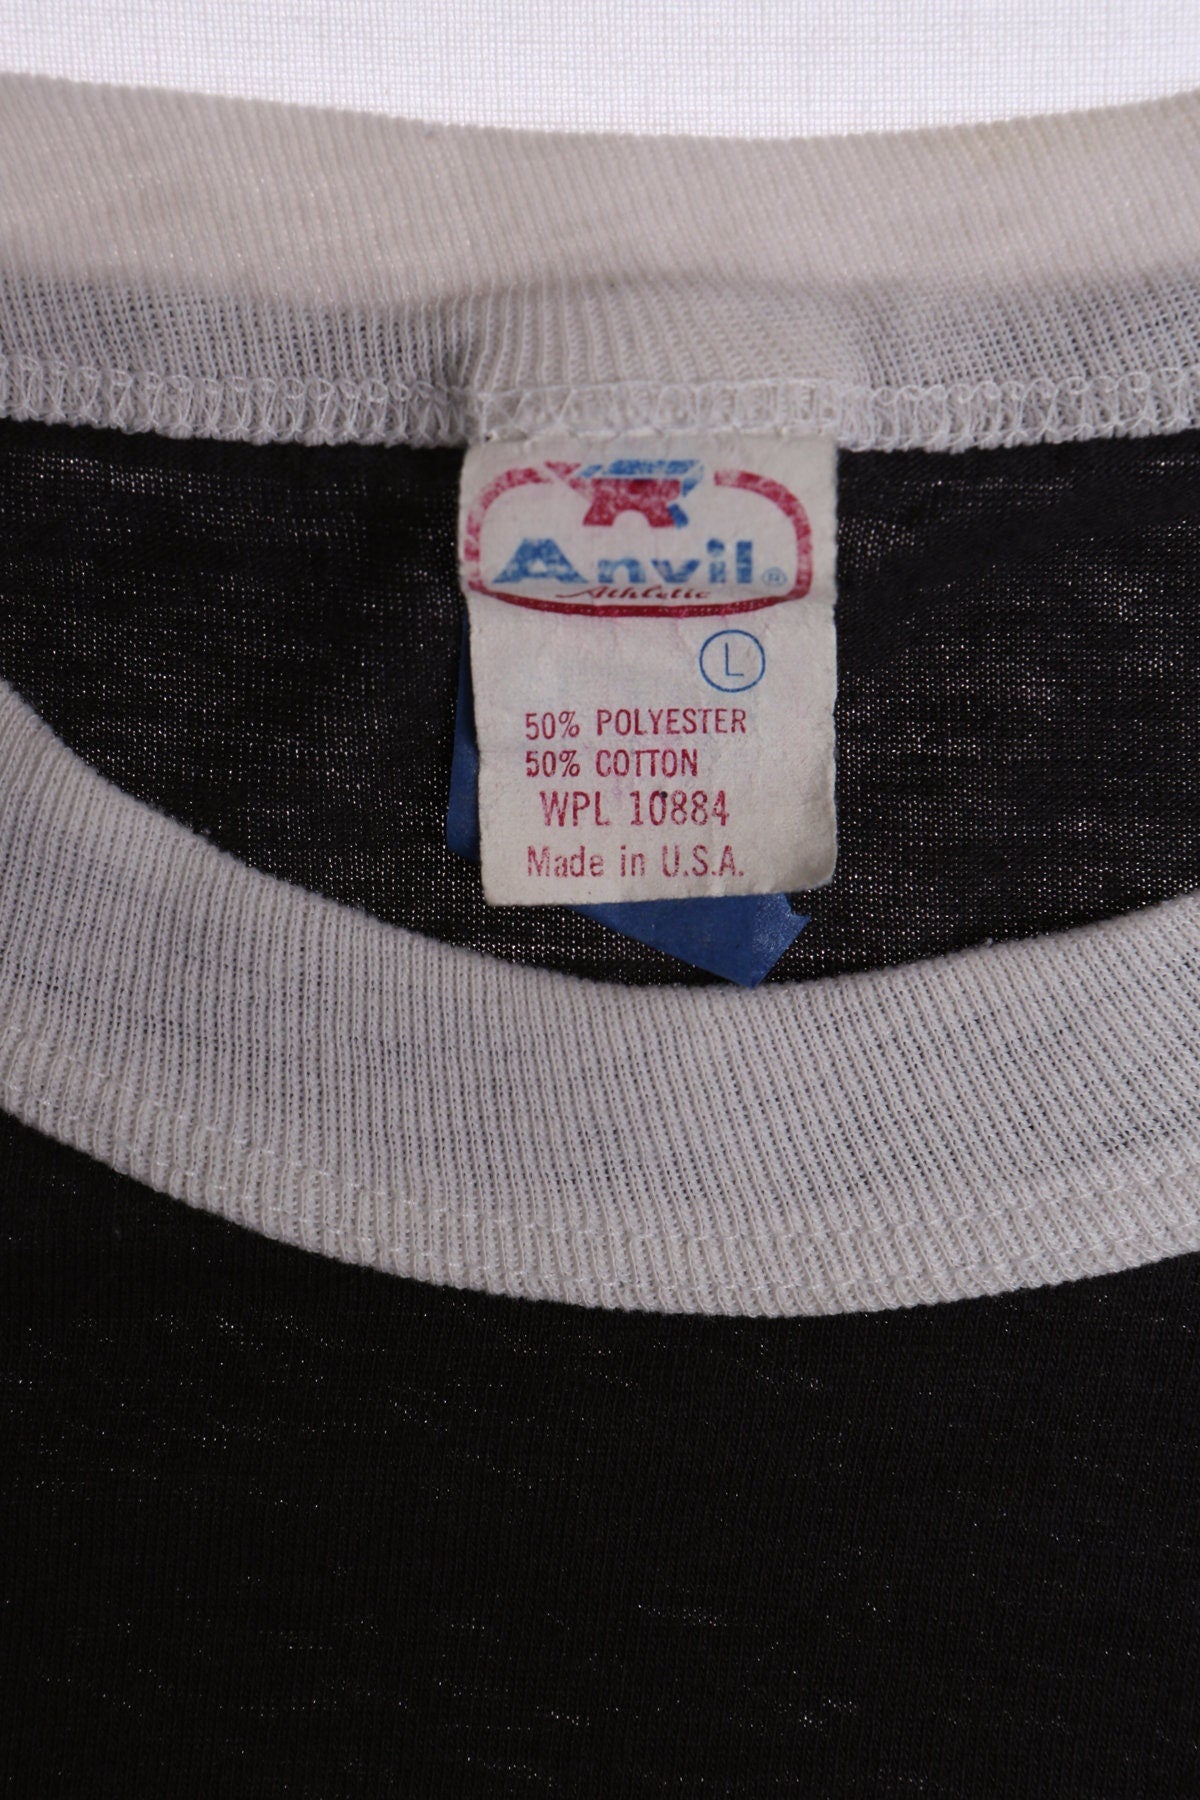 Anvil®
Athletic
L
50% POLYESTER
50% COTTON
WPL 10884
Made in U.S.A.